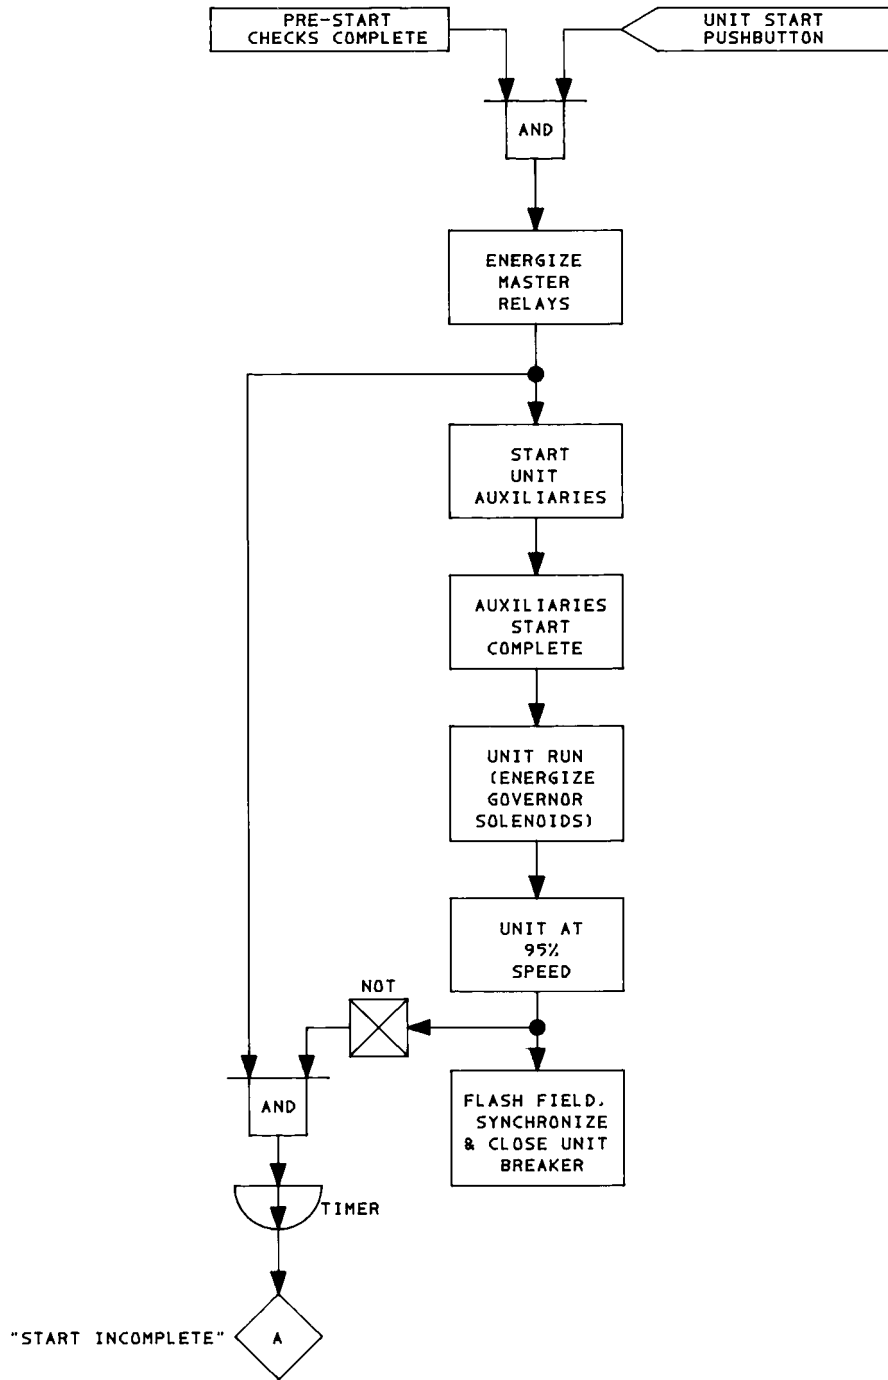 PRE-START
CHECKS COMPLETE
UNIT START
PUSHBUTTON
AND
ENERGIZE
MASTER
RELAYS
START
UNIT
AUXILIARIES
AUXILIARIES
START
COMPLETE
UNIT RUN
(ENERGIZE
GOVERNOR
SOLENOIDS)
UNIT AT
95%
SPEED
NOT
AND
FLASH FIELD,
SYNCHRONIZE
& CLOSE UNIT
BREAKER
TIMER
"START INCOMPLETE"
A